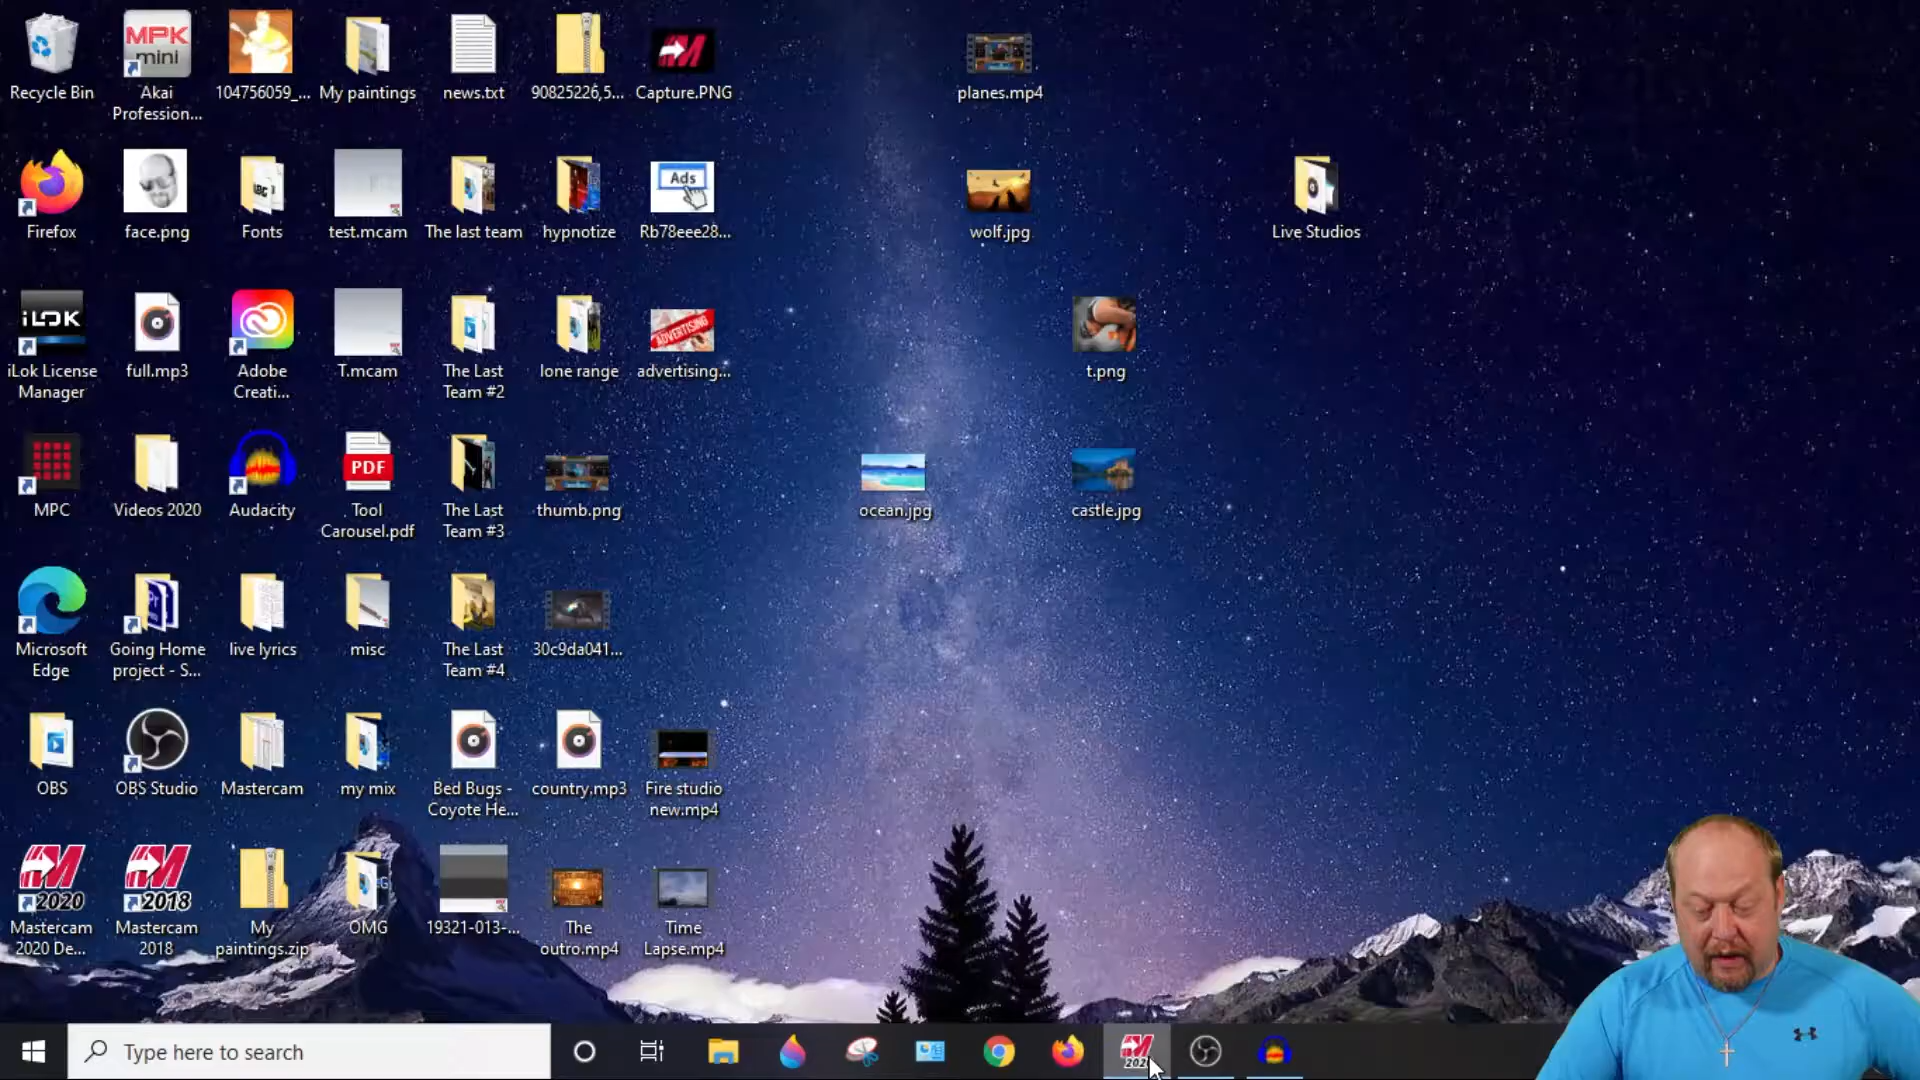 MPK
mini
Recycle Bin
Akai
Profession...
104756059_...
My paintings
news.txt
90825226,5...
Capture.PNG
planes.mp4
Ads
Firefox
face.png
Fonts
test.mcam
The last team
hypnotize
Rb78eee28...
wolf.jpg
Live Studios
iLOK
ADVERTISING
iLok License
Manager
full.mp3
Adobe
Creati...
T.mcam
The Last
Team #2
lone range
advertising...
t.png
PDF
MPC
Videos 2020
Audacity
Tool
Carousel.pdf
The Last
Team #3
thumb.png
ocean.jpg
castle.jpg
Pr
Microsoft
Edge
Going Home
project - S...
live lyrics
misc
The Last
Team #4
30c9da041...
OBS
OBS Studio
Mastercam
my mix
Bed Bugs -
Coyote He...
country,mp3
Fire studio
new.mp4
2020
2018
Mastercam
2020 De...
Mastercam
2018
My
paintings.zip
OMG
19321-013-...
The
outro.mp4
Time
Lapse.mp4
Type here to search